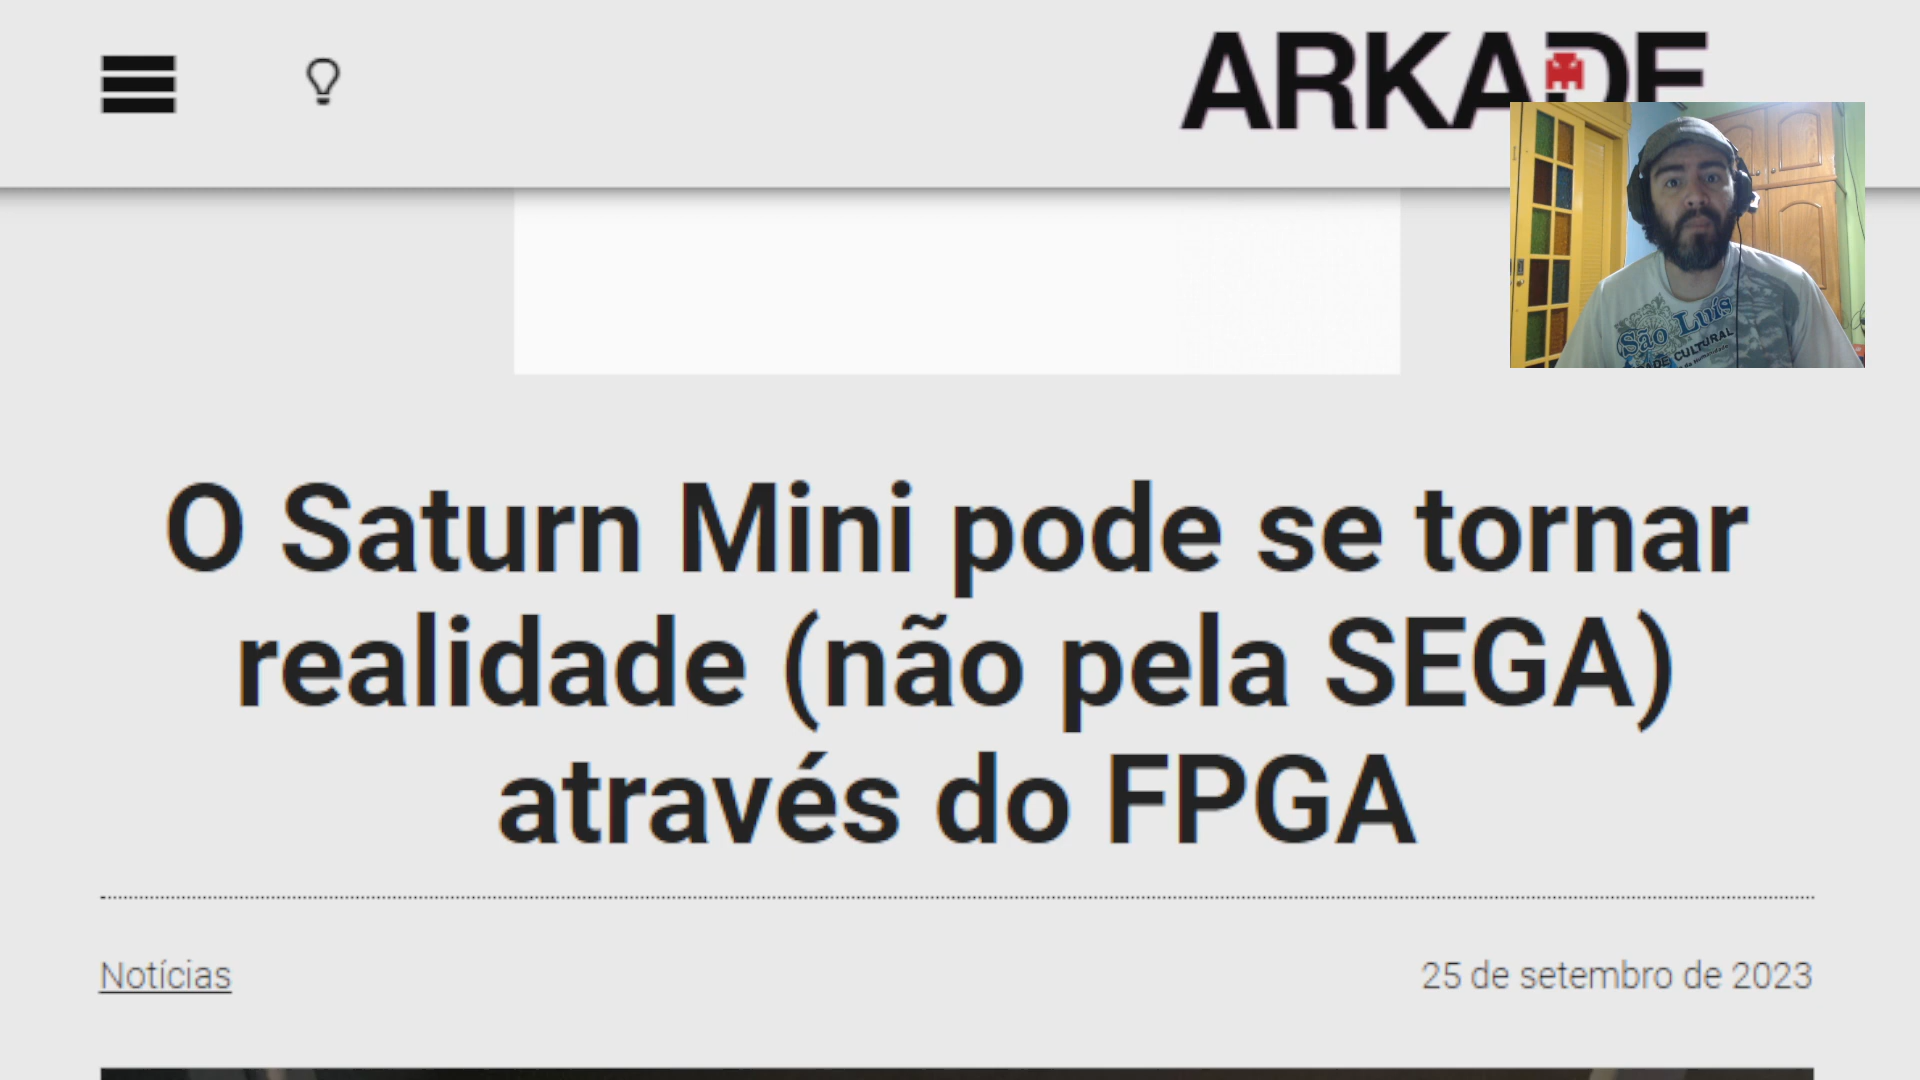 ARKADE
São Luís
CULTURAL
O Saturn Mini pode se tornar
realidade (não pela SEGA)
através do FPGA
Notícias
25 de setembro de 2023